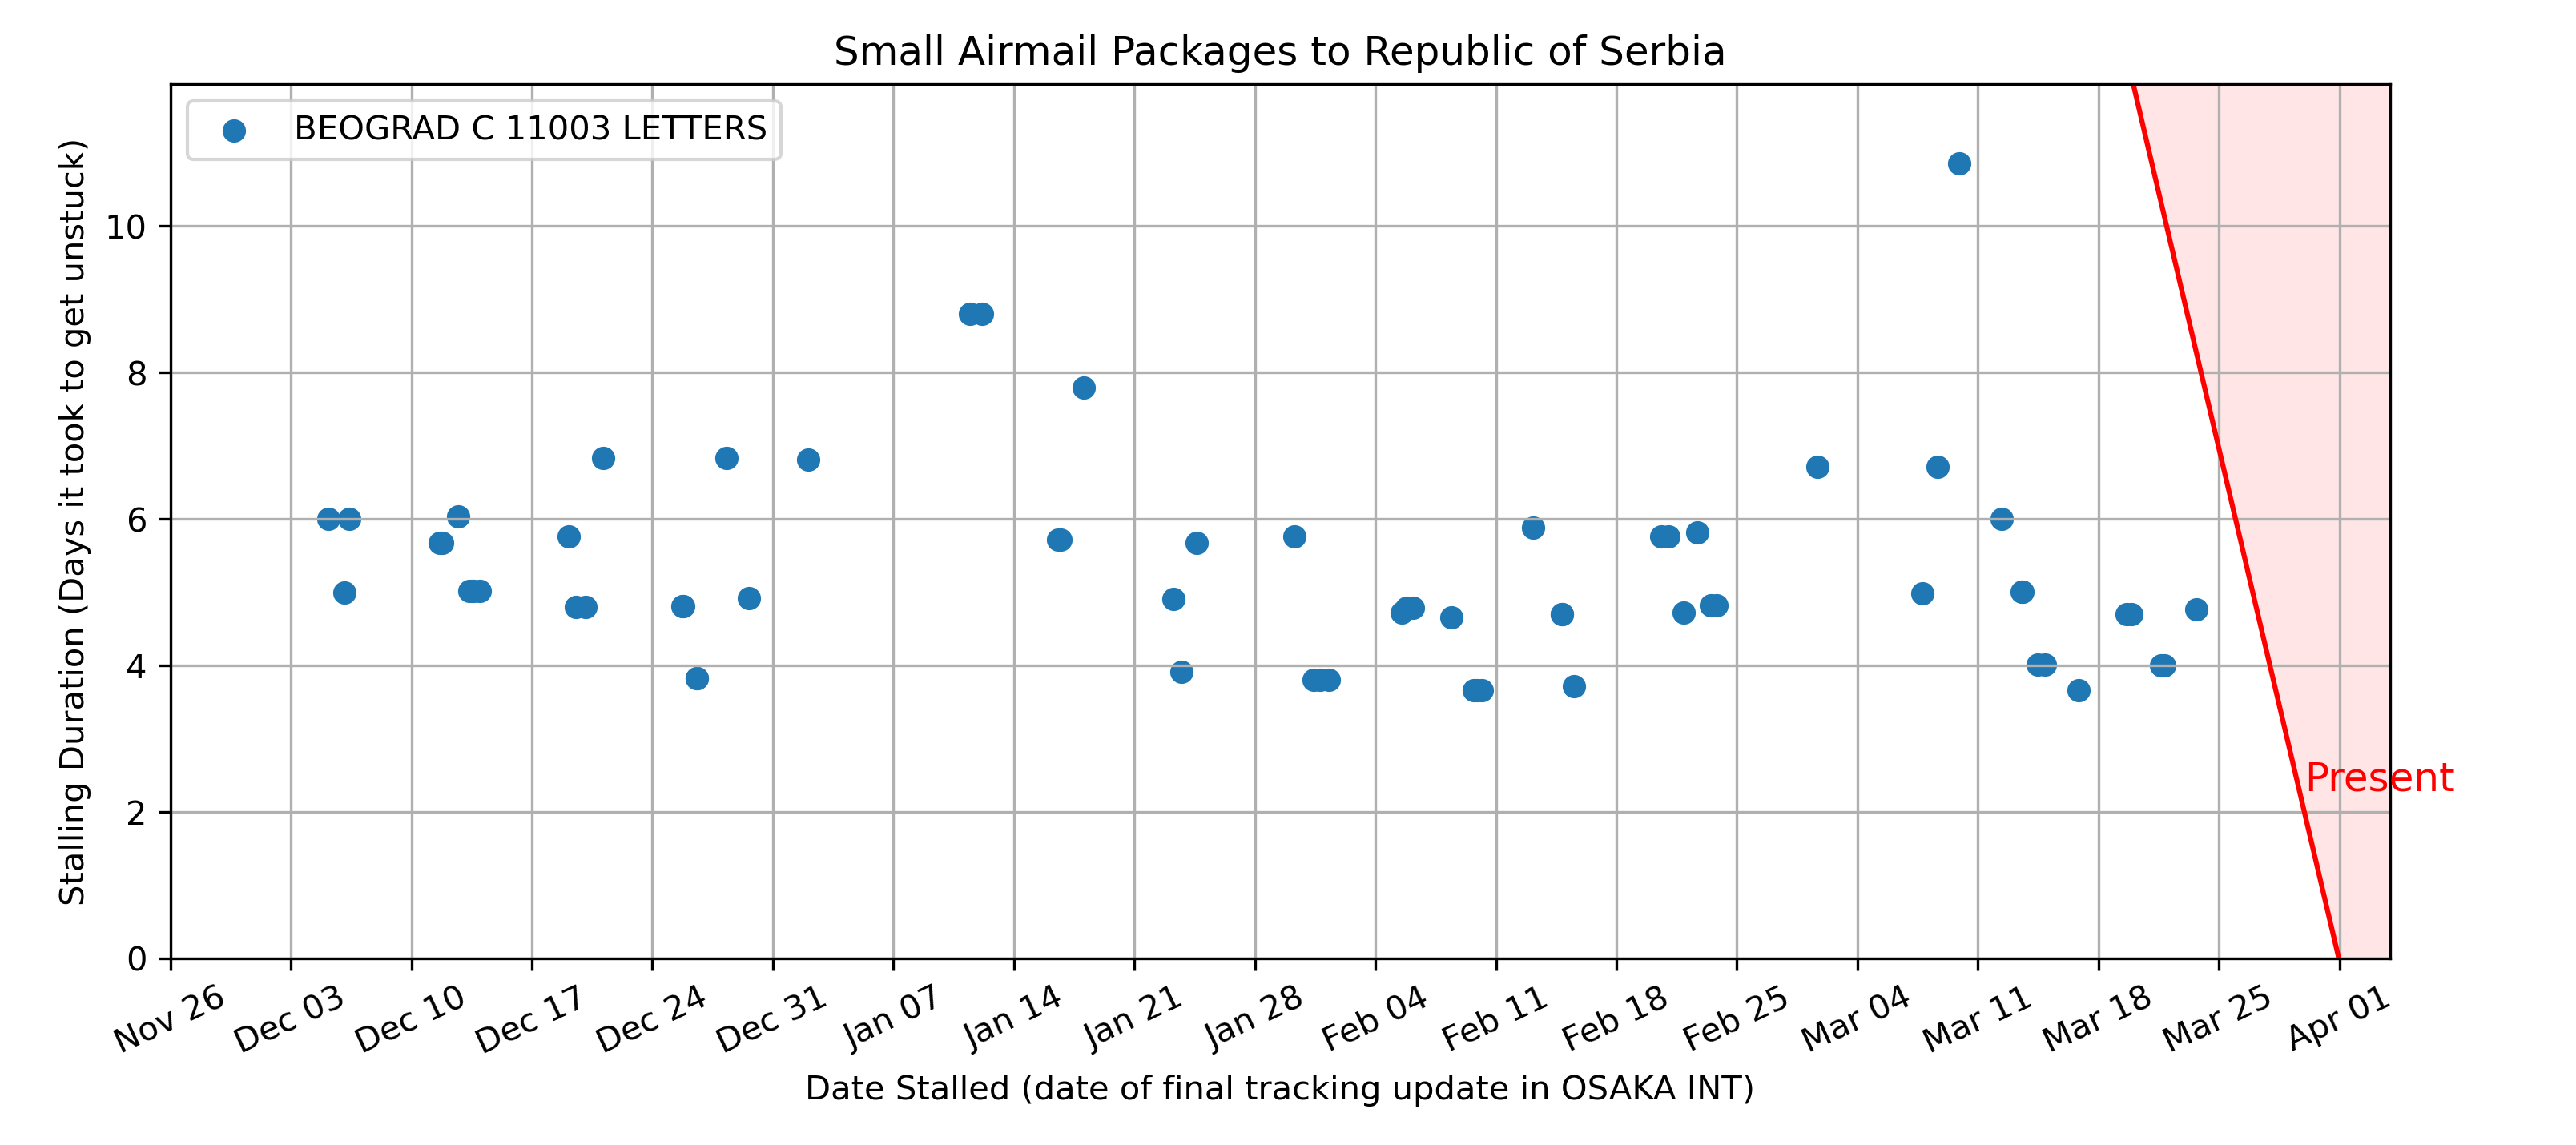 Small Airmail Packages to Republic of Serbia
BEOGRAD C 11003 LETTERS
Stalling Duration (Days it took to get unstuck)
10
8
6
4
2
0
Present
Nov 26
Dec 03
Dec 10
Dec 17
Dec 24
Dec 31
Jan 07
Jan 14
Jan 21
Jan 28
Feb 04
Feb 11
Feb 18
Feb 25
Mar 04
Mar 11
Mar 18
Mar 25
Apr 01
Date Stalled (date of final tracking update in OSAKA INT)